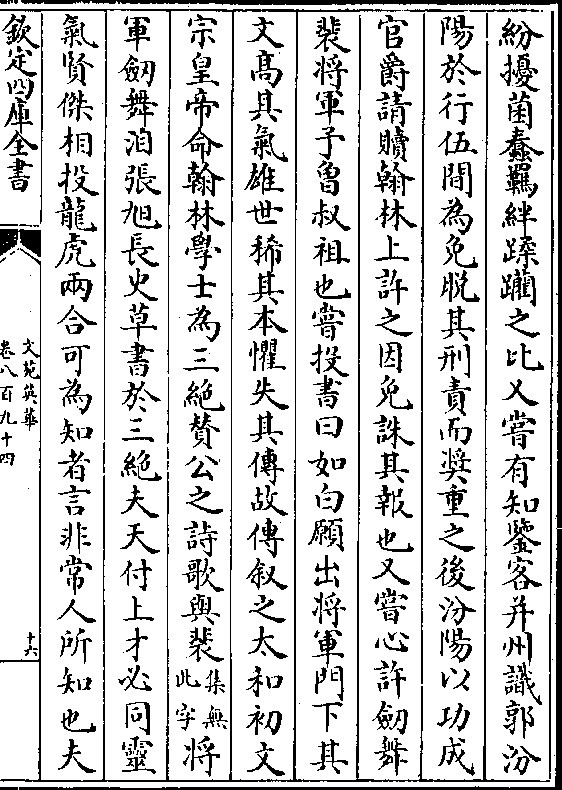 紛擾菌蠢羈絆蹂躪之比又嘗有知鑒客并州識郭汾
陽於行伍間為免脫其刑責而奬重之後汾陽以功成
官爵請贖翰林上許之因免誅其報也又嘗心許劒舞
裴將軍予曾叔祖也嘗投書曰如白願出將軍門下其
文高其氣雄世稀其本懼失其傳故傳叙之太和初文
宗皇帝命翰林學士為三絶賛公之詩歌與裴集無此字將
軍劒舞洎張旭長史草書於三絶夫天付上才必同靈
氣賢傑相投龍虎兩合可為知者言非常人所知也夫
欽定四庫全書
文苑英華
卷八百九十四
十六